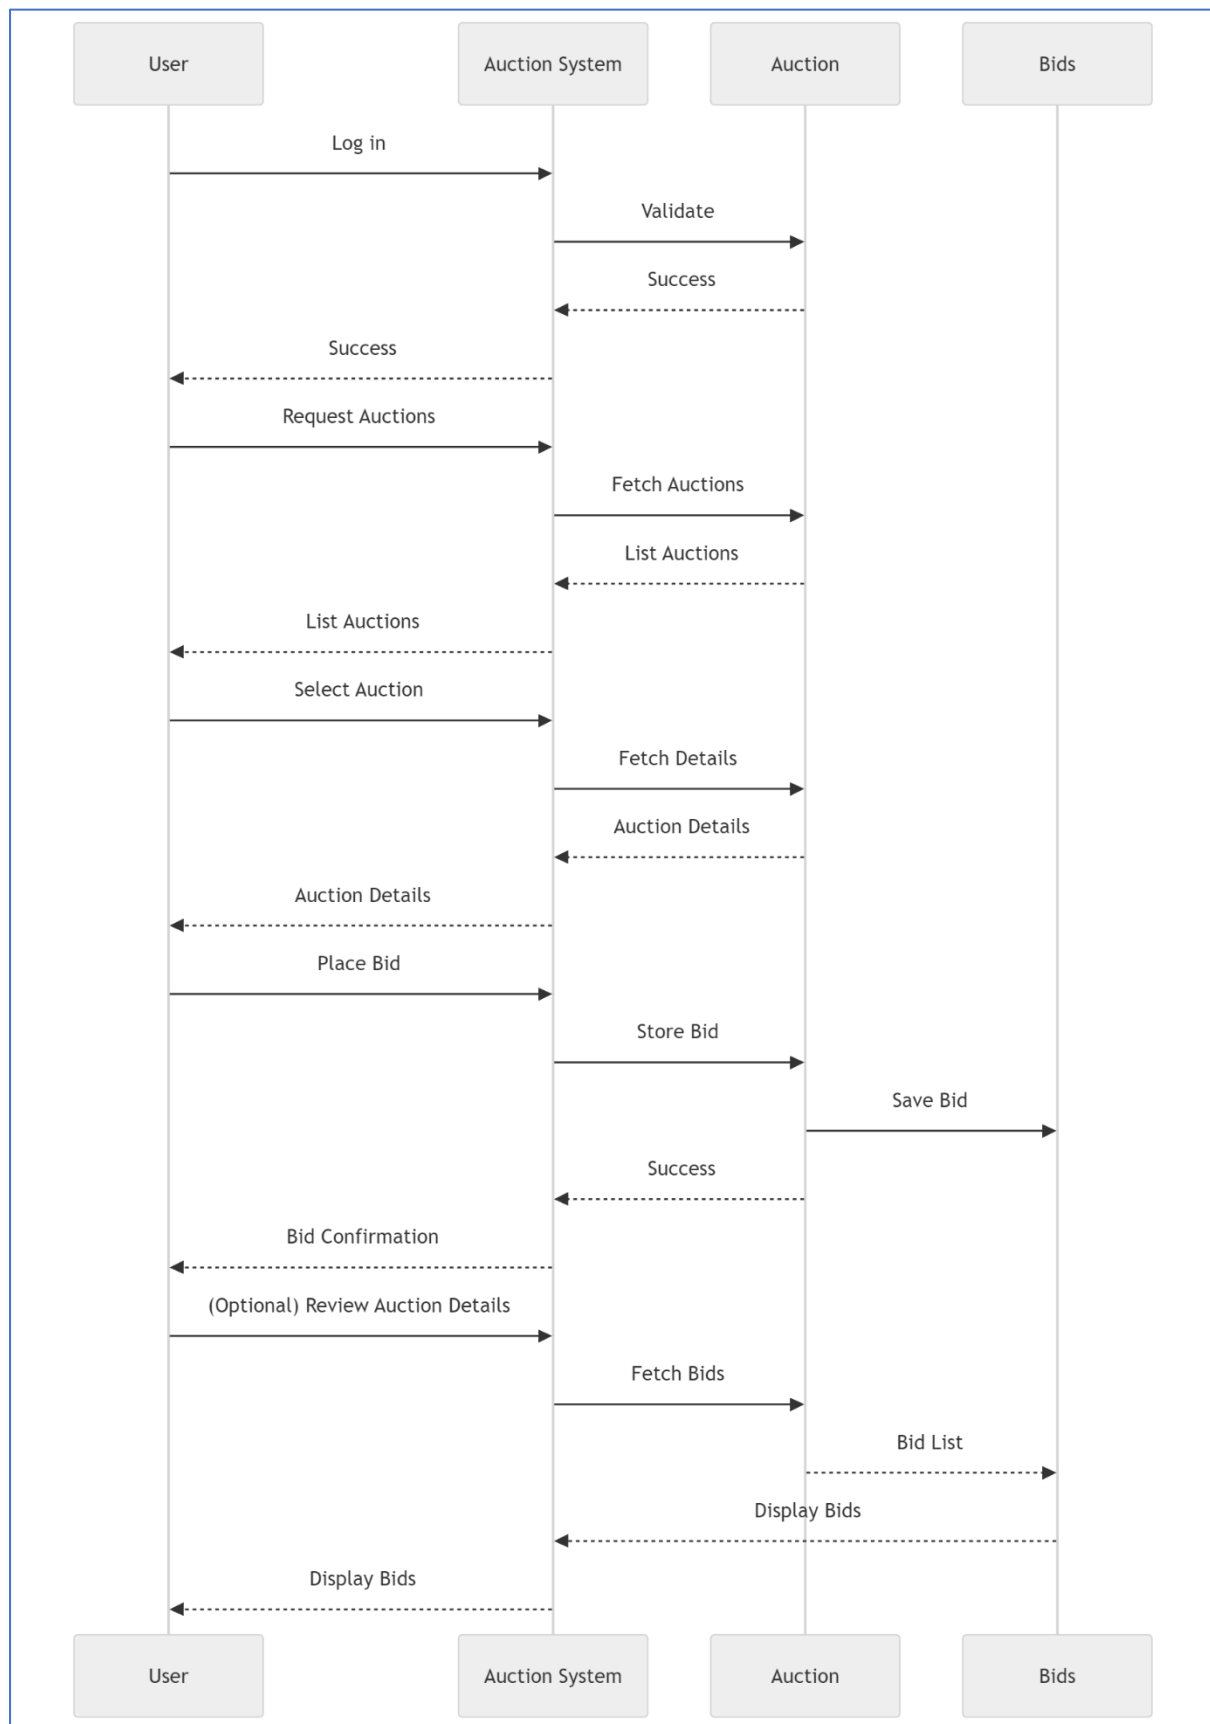 User
Auction System
Auction
Bids
Log in
Validate
Success
Success
Request Auctions
Fetch Auctions
List Auctions
List Auctions
Select Auction
Fetch Details
Auction Details
Auction Details
Place Bid
Store Bid
Save Bid
Success
Bid Confirmation
(Optional) Review Auction Details
Fetch Bids
Bid List
Display Bids
Display Bids
User
Auction System
Auction
Bids